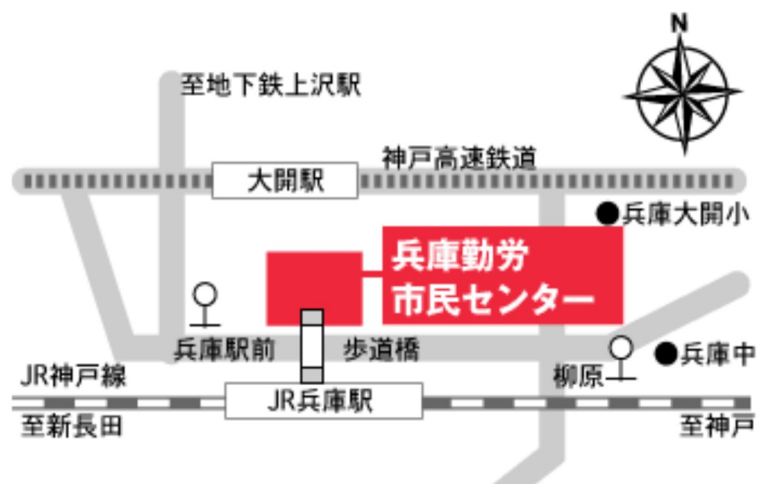 N
至地下鉄上沢駅
神戸高速鉄道
大開駅
兵庫大開小
兵庫勤労
市民センター
兵庫駅前
歩道橋
兵庫中
柳原
JR神戸線
JR兵庫駅
至新長田
至神戸